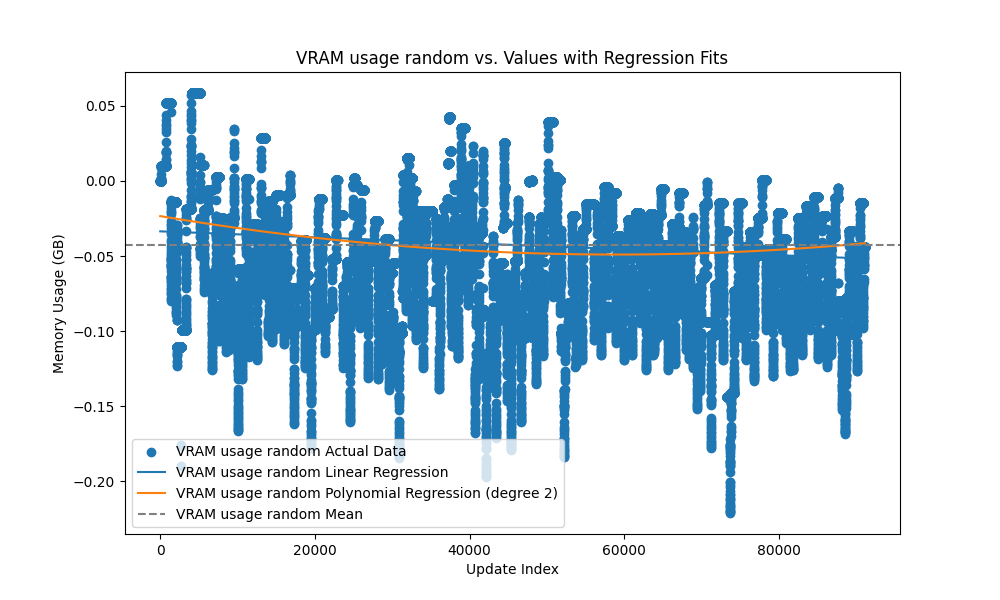 VRAM usage random vs. Values with Regression Fits
Memory Usage (GB)
0.05
0.00
−0.05
−0.10
−0.15
−0.20
VRAM usage random Actual Data
VRAM usage random Linear Regression
VRAM usage random Polynomial Regression (degree 2)
VRAM usage random Mean
0 20000 40000 60000 80000
Update Index